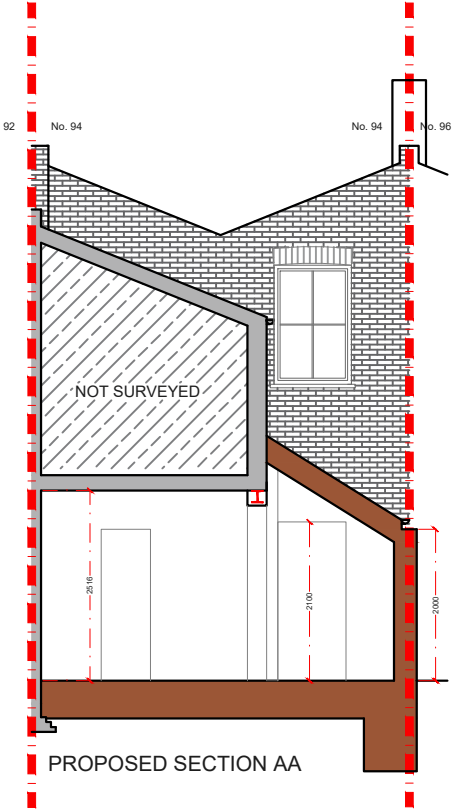 92 No. 94 No. 94 No. 96
NOT SURVEYED
2516
2100
2000
PROPOSED SECTION AA